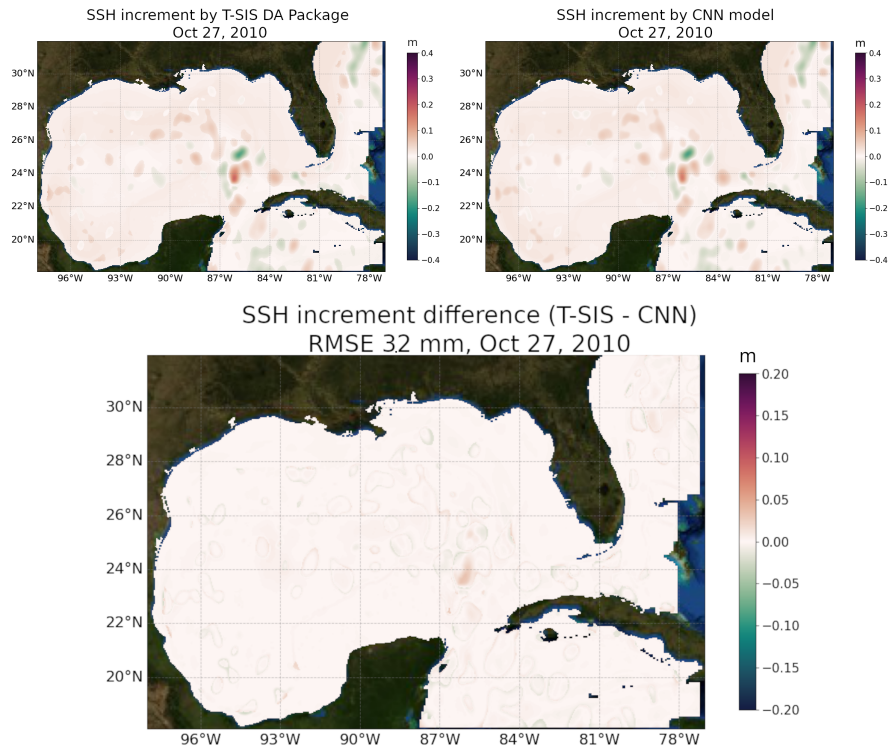 SSH increment by T-SIS DA Package
Oct 27, 2010
m
30°N
28°N
26°N
24°N
22°N
20°N
96°W 93°W 90°W 87°W 84°W 81°W 78°W
0.4
0.3
0.2
0.1
0.0
−0.1
−0.2
−0.3
−0.4
SSH increment by CNN model
Oct 27, 2010
m
30°N
28°N
26°N
24°N
22°N
20°N
96°W 93°W 90°W 87°W 84°W 81°W 78°W
0.4
0.3
0.2
0.1
0.0
−0.1
−0.2
−0.3
−0.4
SSH increment difference (T-SIS - CNN)
RMSE 32 mm, Oct 27, 2010
m
30°N
28°N
26°N
24°N
22°N
20°N
96°W 93°W 90°W 87°W 84°W 81°W 78°W
0.20
0.20
0.10
0.05
0.00
−0.05
−0.10
−0.15
−0.20